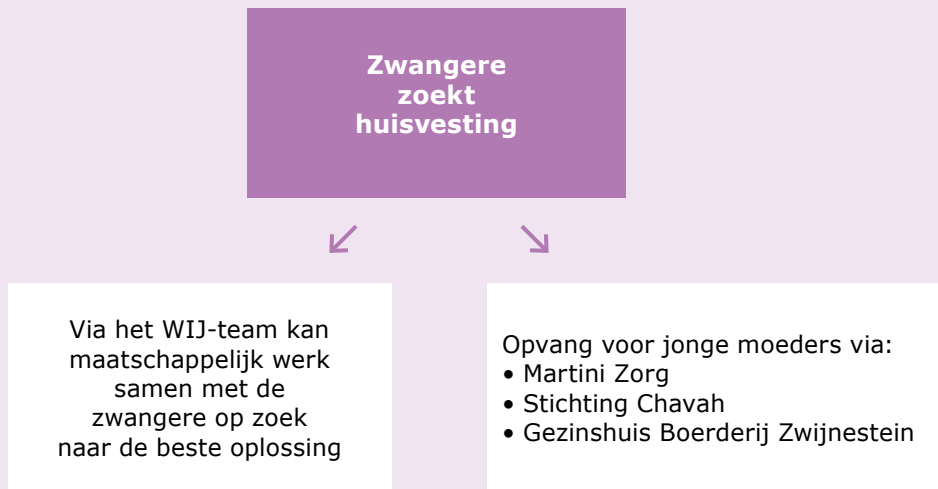 Zwangere
zoekt
huisvesting
Via het WIJ-team kan
maatschappelijk werk
samen met de
zwangere op zoek
naar de beste oplossing
Opvang voor jonge moeders via:
• Martini Zorg
• Stichting Chavah
• Gezinshuis Boerderij Zwijnestein